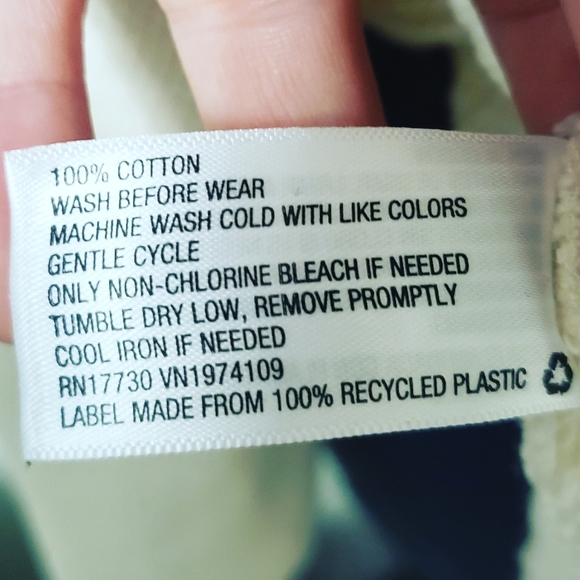 100% COTTON
WASH BEFORE WEAR
MACHINE WASH COLD WITH LIKE COLORS
GENTLE CYCLE
ONLY NON-CHLORINE BLEACH IF NEEDED
TUMBLE DRY LOW, REMOVE PROMPTLY
COOL IRON IF NEEDED
RN17730 VN1974109
LABEL MADE FROM 100% RECYCLED PLASTIC